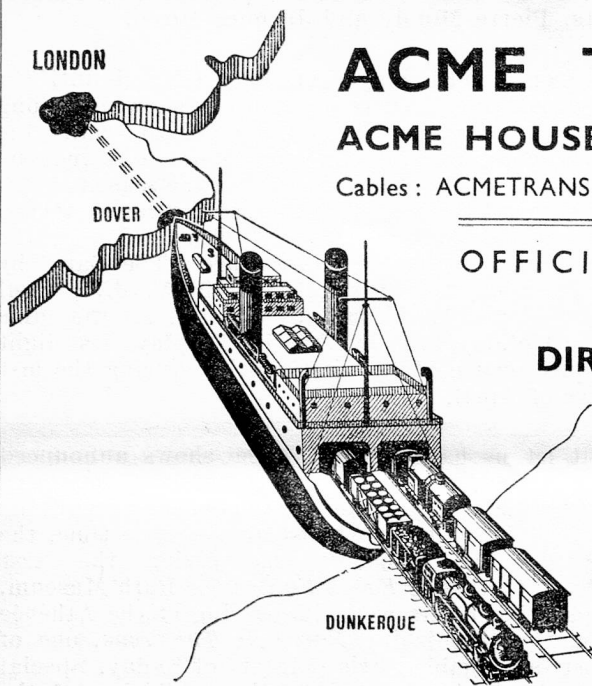 LONDON
ACME T
ACME HOUSE
Cables : ACMETRANS
DOVER
OFFICI
DIR
DUNKERQUE